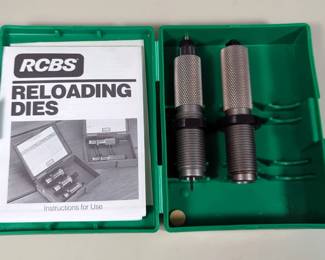 RCBS
RELOADING
DIES
Instructions for Use